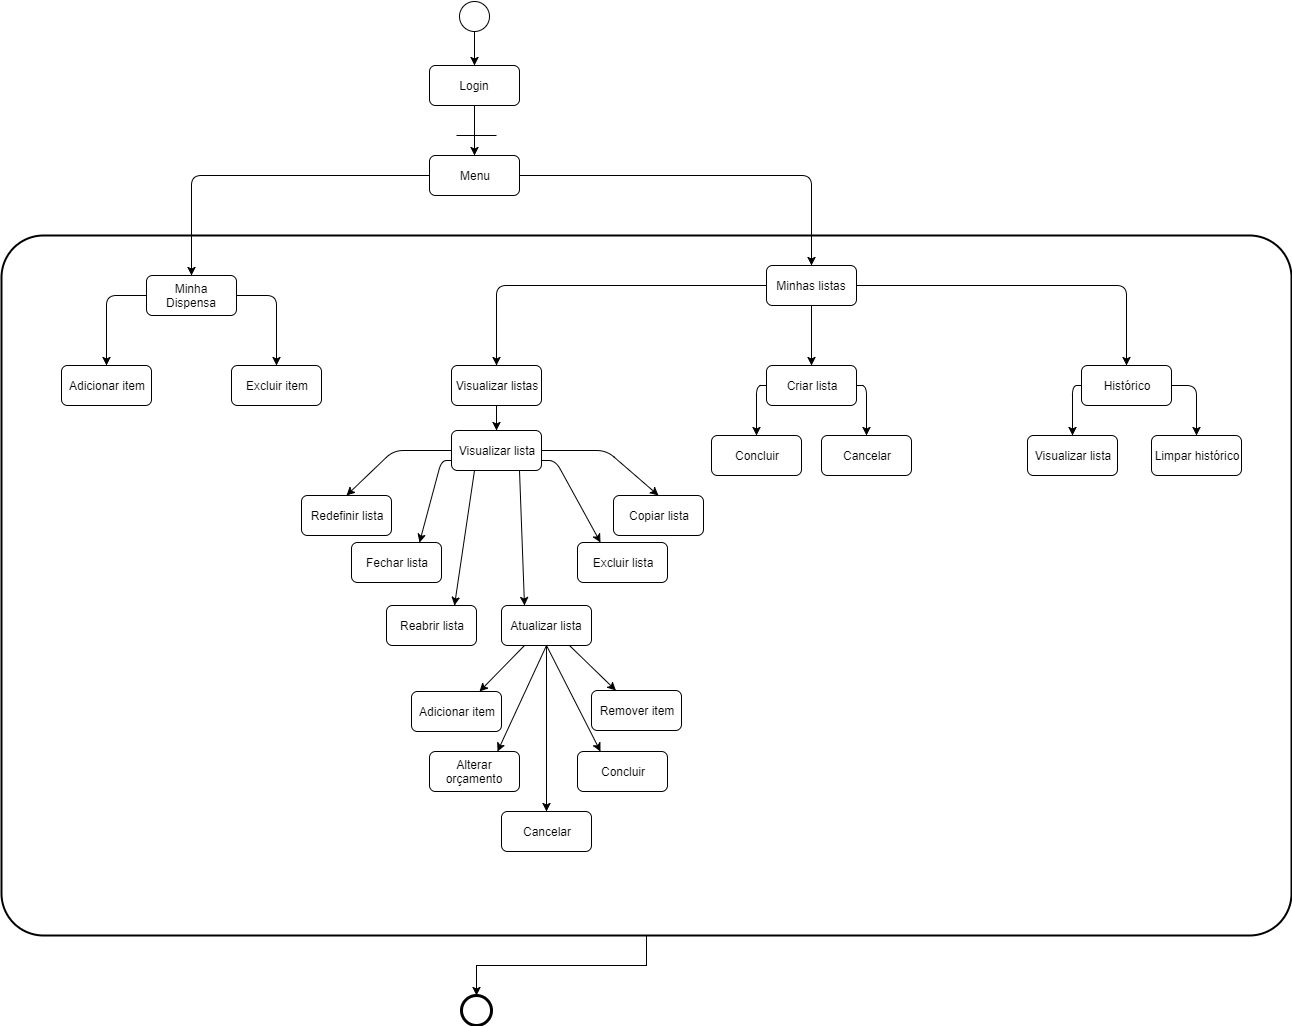 Login
Menu
Minha
Dispensa
Minhas listas
Adicionar item
Excluir item
Visualizar listas
Criar lista
Histórico
Visualizar lista
Concluir
Cancelar
Visualizar lista
Limpar histórico
Redefinir lista
Copiar lista
Fechar lista
Excluir lista
Reabrir lista
Atualizar lista
Adicionar item
Remover item
Alterar
orçamento
Concluir
Cancelar